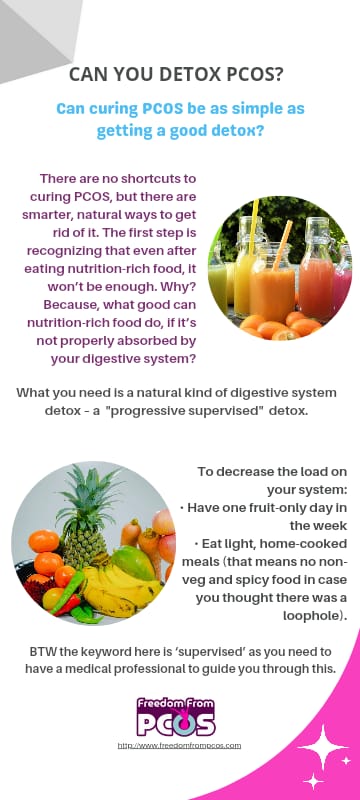 CAN YOU DETOX PCOS?
Can curing PCOS be as simple as
getting a good detox?
There are no shortcuts to
curing PCOS, but there are
smarter, natural ways to get
rid of it. The first step is
recognizing that even after
eating nutrition-rich food, it
won't be enough. Why?
Because, what good can
nutrition-rich food do, if it's
not properly absorbed by
your digestive system?
What you need is a natural kind of digestive system
detox - a "progressive supervised" detox.
To decrease the load on
your system:
• Have one fruit-only day in
the week
• Eat light, home-cooked
meals (that means no non-
veg and spicy food in case
you thought there was a
loophole).
BTW the keyword here is 'supervised' as you need to
have a medical professional to guide you through this.
Freedom From
PCOS
http://www.freedomfrompcos.com